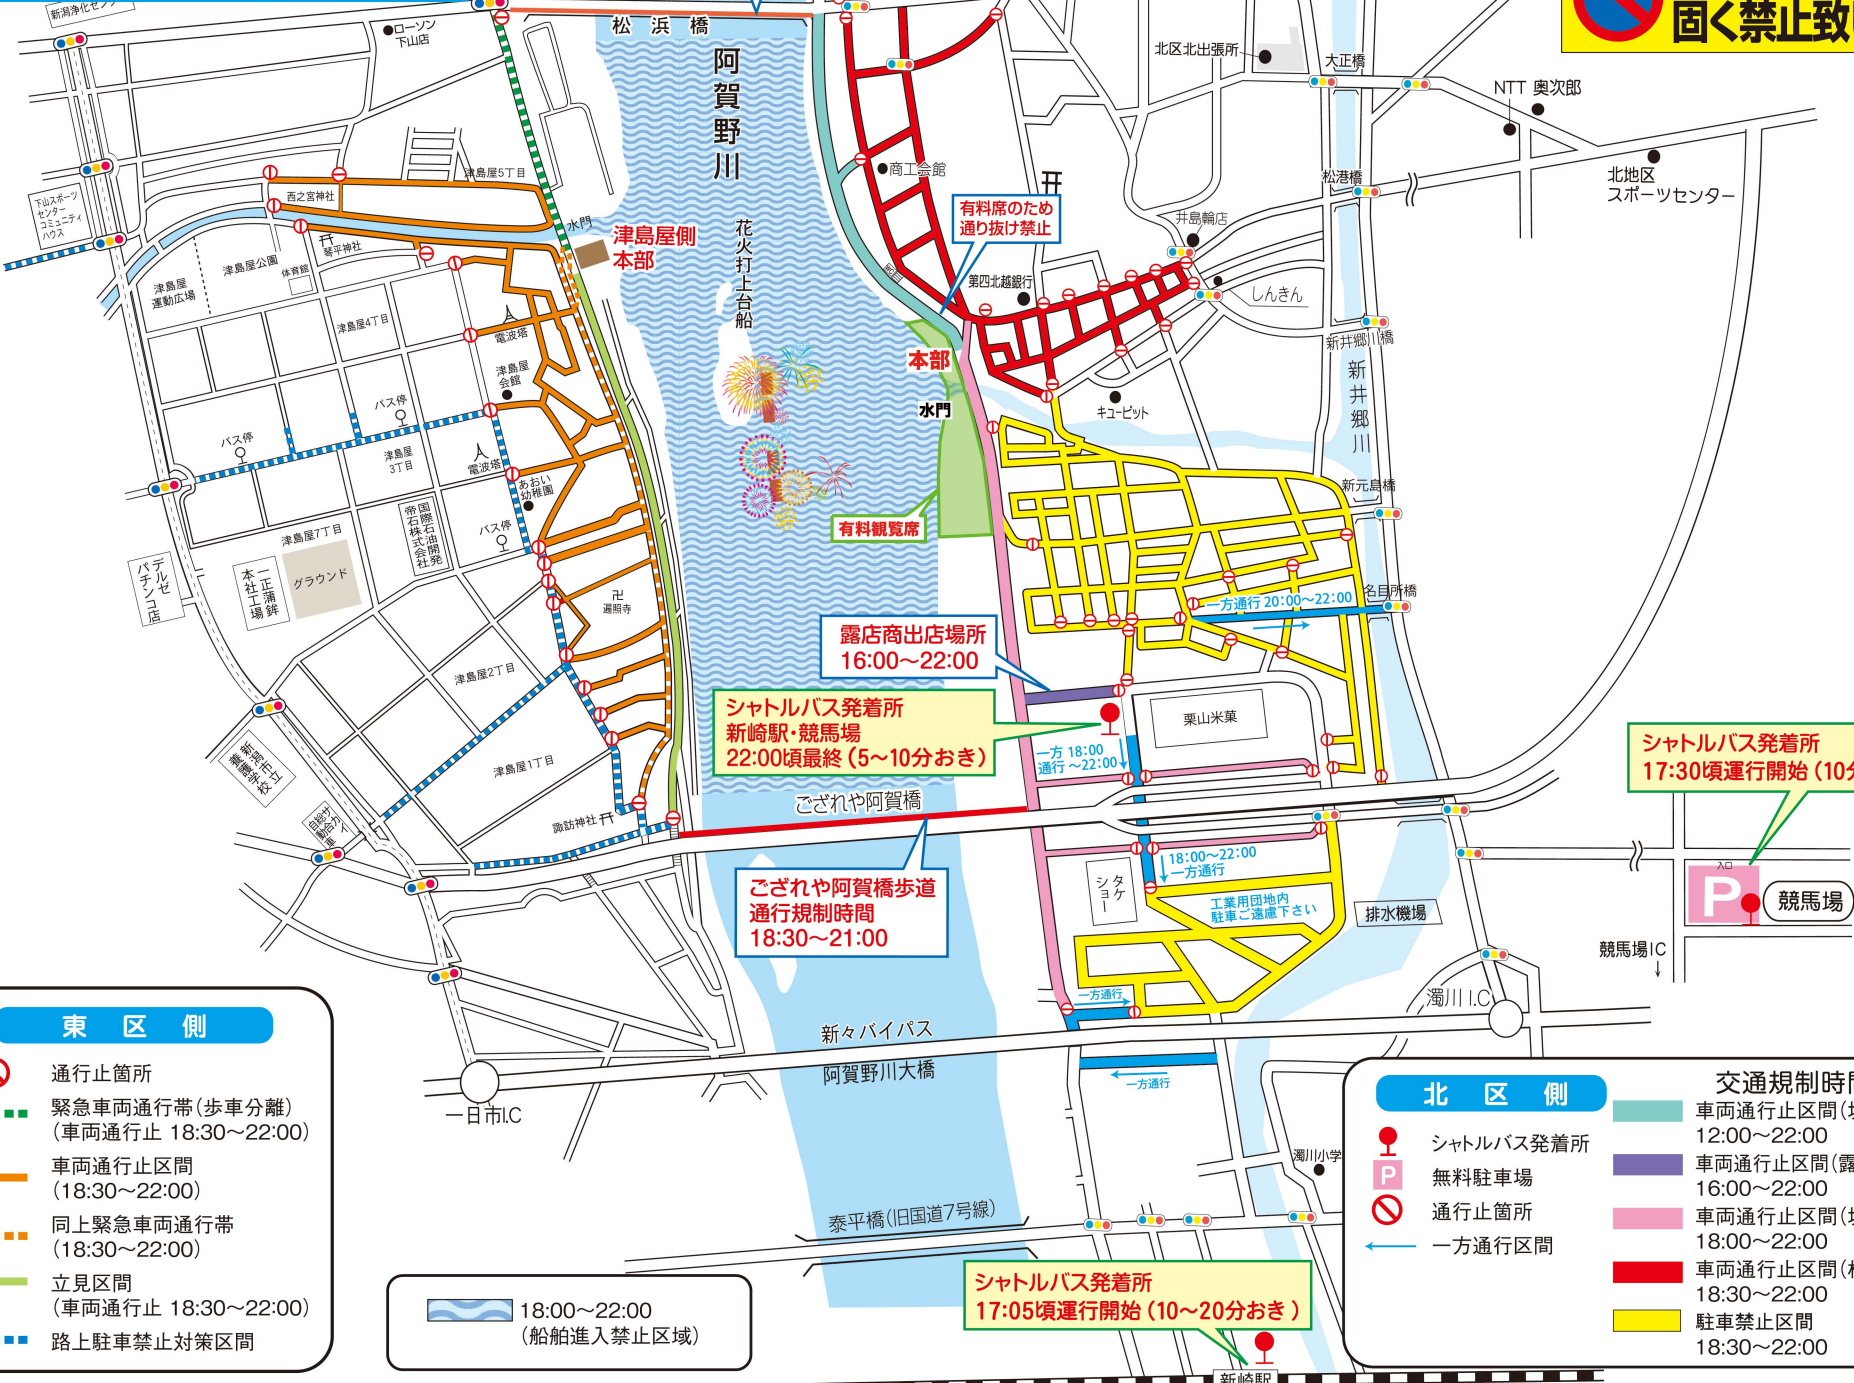 固く禁止致
新潟浄化セン
ローソン
下山店
松浜橋
阿賀野川
北区北出張所
大正橋
NTT
奥次郎
北地区
スポーツセンター
松港橋
商工会館
津島屋5丁目
下山スポーツ
センター
コミュニティ
ハウス
西之宮神社
水門
琴平神社
津島屋側
本部
花火打上台船
有料席のため
通り抜け禁止
井島輪店
第四北越銀行
しんきん
新井郷川橋
新井郷川
津島屋公園
体育館
津島屋
運動広場
津島屋4丁目
電波塔
津島屋
会館
本部
水門
キューピット
バス停
バス停
津島屋
3丁目
電波塔
あおい
幼稚園
有料観覧席
新元島橋
津島屋7丁目
国際石油開発
帝石株式会社
バス停
デルゼ
パチンコ店
一正蒲鉾
本社工場
グラウンド
卍
遍照寺
一方通行 20:00〜22:00
名目所橋
露店商出店場所
16:00〜22:00
津島屋2丁目
シャトルバス発着所
新崎駅・競馬場
22:00頃最終(5〜10分おき)
栗山米菓
一方 18:00
通行 〜22:00
シャトルバス発着所
17:30頃運行開始(10
新潟市立
養護学校
津島屋1丁目
ござれや阿賀橋
諏訪神社
ござれや阿賀橋歩道
通行規制時間
18:30〜21:00
18:00〜22:00
一方通行
タケ
ショー
工業用団地内
駐車ご遠慮下さい
排水機場
入口
P
競馬場
競馬場IC
濁川 I.C
一方通行
新々バイパス
阿賀野川大橋
一日市I.C
一方通行
濁川小学
泰平橋(旧国道7号線)
シャトルバス発着所
17:05頃運行開始(10〜20分おき)
新崎駅
東区側
通行止箇所
緊急車両通行帯(歩車分離)
(車両通行止 18:30〜22:00)
車両通行止区間
(18:30〜22:00)
同上緊急車両通行帯
(18:30〜22:00)
立見区間
(車両通行止 18:30〜22:00)
路上駐車禁止対策区間
18:00〜22:00
(船舶進入禁止区域)
北区側
シャトルバス発着所
P 無料駐車場
通行止箇所
一方通行区間
交通規制時間
車両通行止区間(
12:00〜22:00
車両通行止区間(露
16:00〜22:00
車両通行止区間(
18:00〜22:00
車両通行止区間(
18:30〜22:00
駐車禁止区間
18:30〜22:00